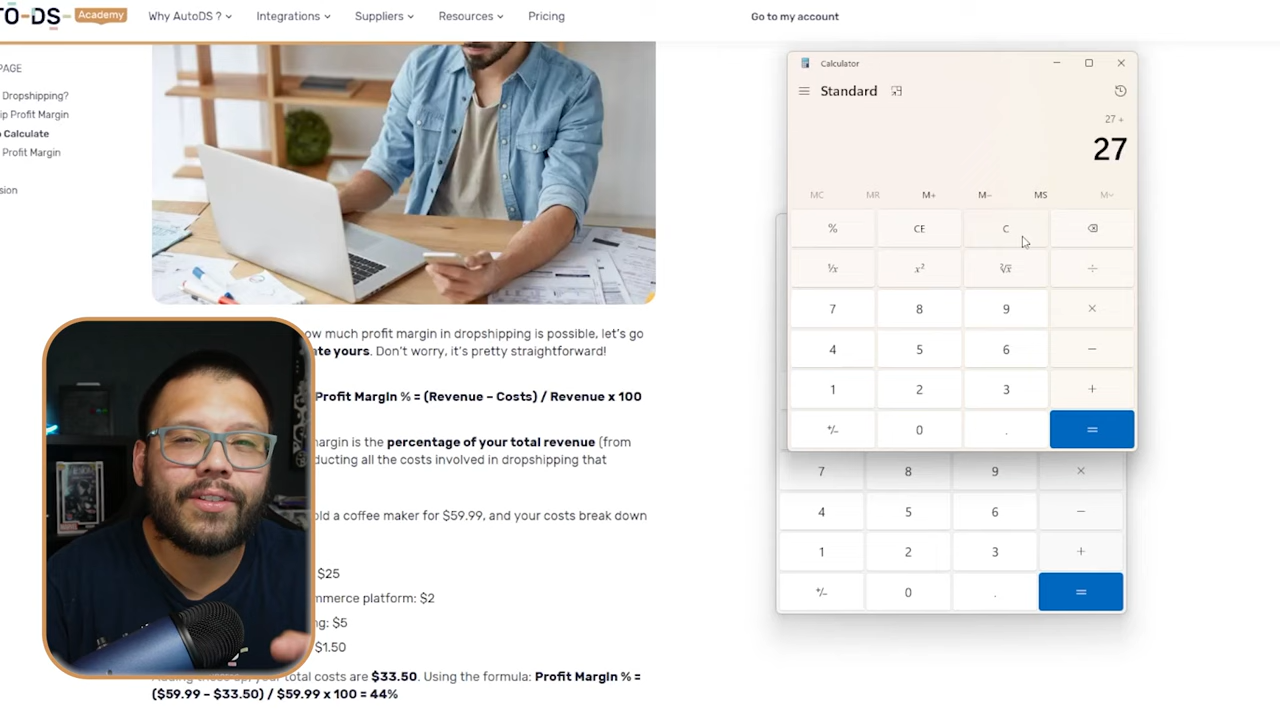 O-DS-
Academy
Why AutoDS ?
Integrations
Suppliers
Resources
Pricing
Go to my account
PAGE
Dropshipping?
ip Profit Margin
Calculate
Profit Margin
sion
ow much profit margin in dropshipping is possible, let's go
ate yours. Don't worry, it's pretty straightforward!
Profit Margin % = (Revenue – Costs) / Revenue x 100
margin is the percentage of your total revenue (from
ducting all the costs involved in dropshipping that
old a coffee maker for $59.99, and your costs break down
$25
mmerce platform: $2
ng: $5
$1.50
total costs are $33.50. Using the formula: Profit Margin % =
($59.99 – $33.50) / $59.99 x 100 = 44%
Calculator
Standard
27 +
27
MC MR M+ M− MS M
% CE C
⅟x x² ²√x ÷
7 8 9 ×
4 5 6 −
1 2 3 +
+/− 0 . =
7 8 9 ×
4 5 6 −
1 2 3 +
+/− 0 . =